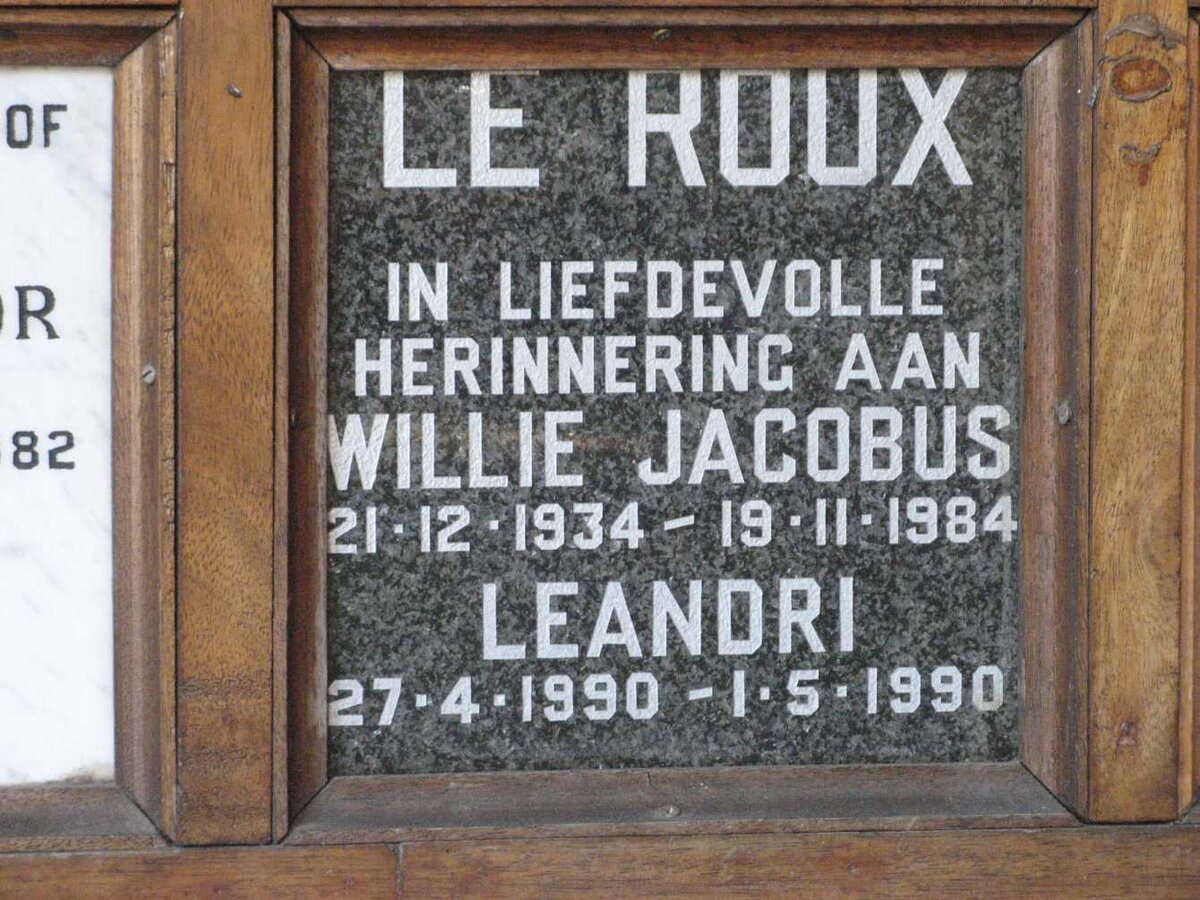 OF
82
LE ROUX
IN LIEFDEVOLLE
HERINNERING AAN
WILLIE JACOBUS
21·12·1934 – 19·11·1984
LEANDRI
27·4·1990 – 1·5·1990